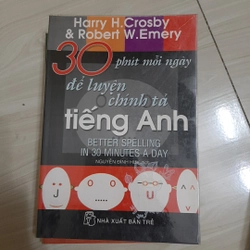 Harry H.Crosby
& Robert W.Emery
30 phút mỗi ngày
để luyện chính tả
tiếng Anh
BETTER SPELLING
IN 30 MINUTES A DAY
NHÀ XUẤT BẢN TRẺ